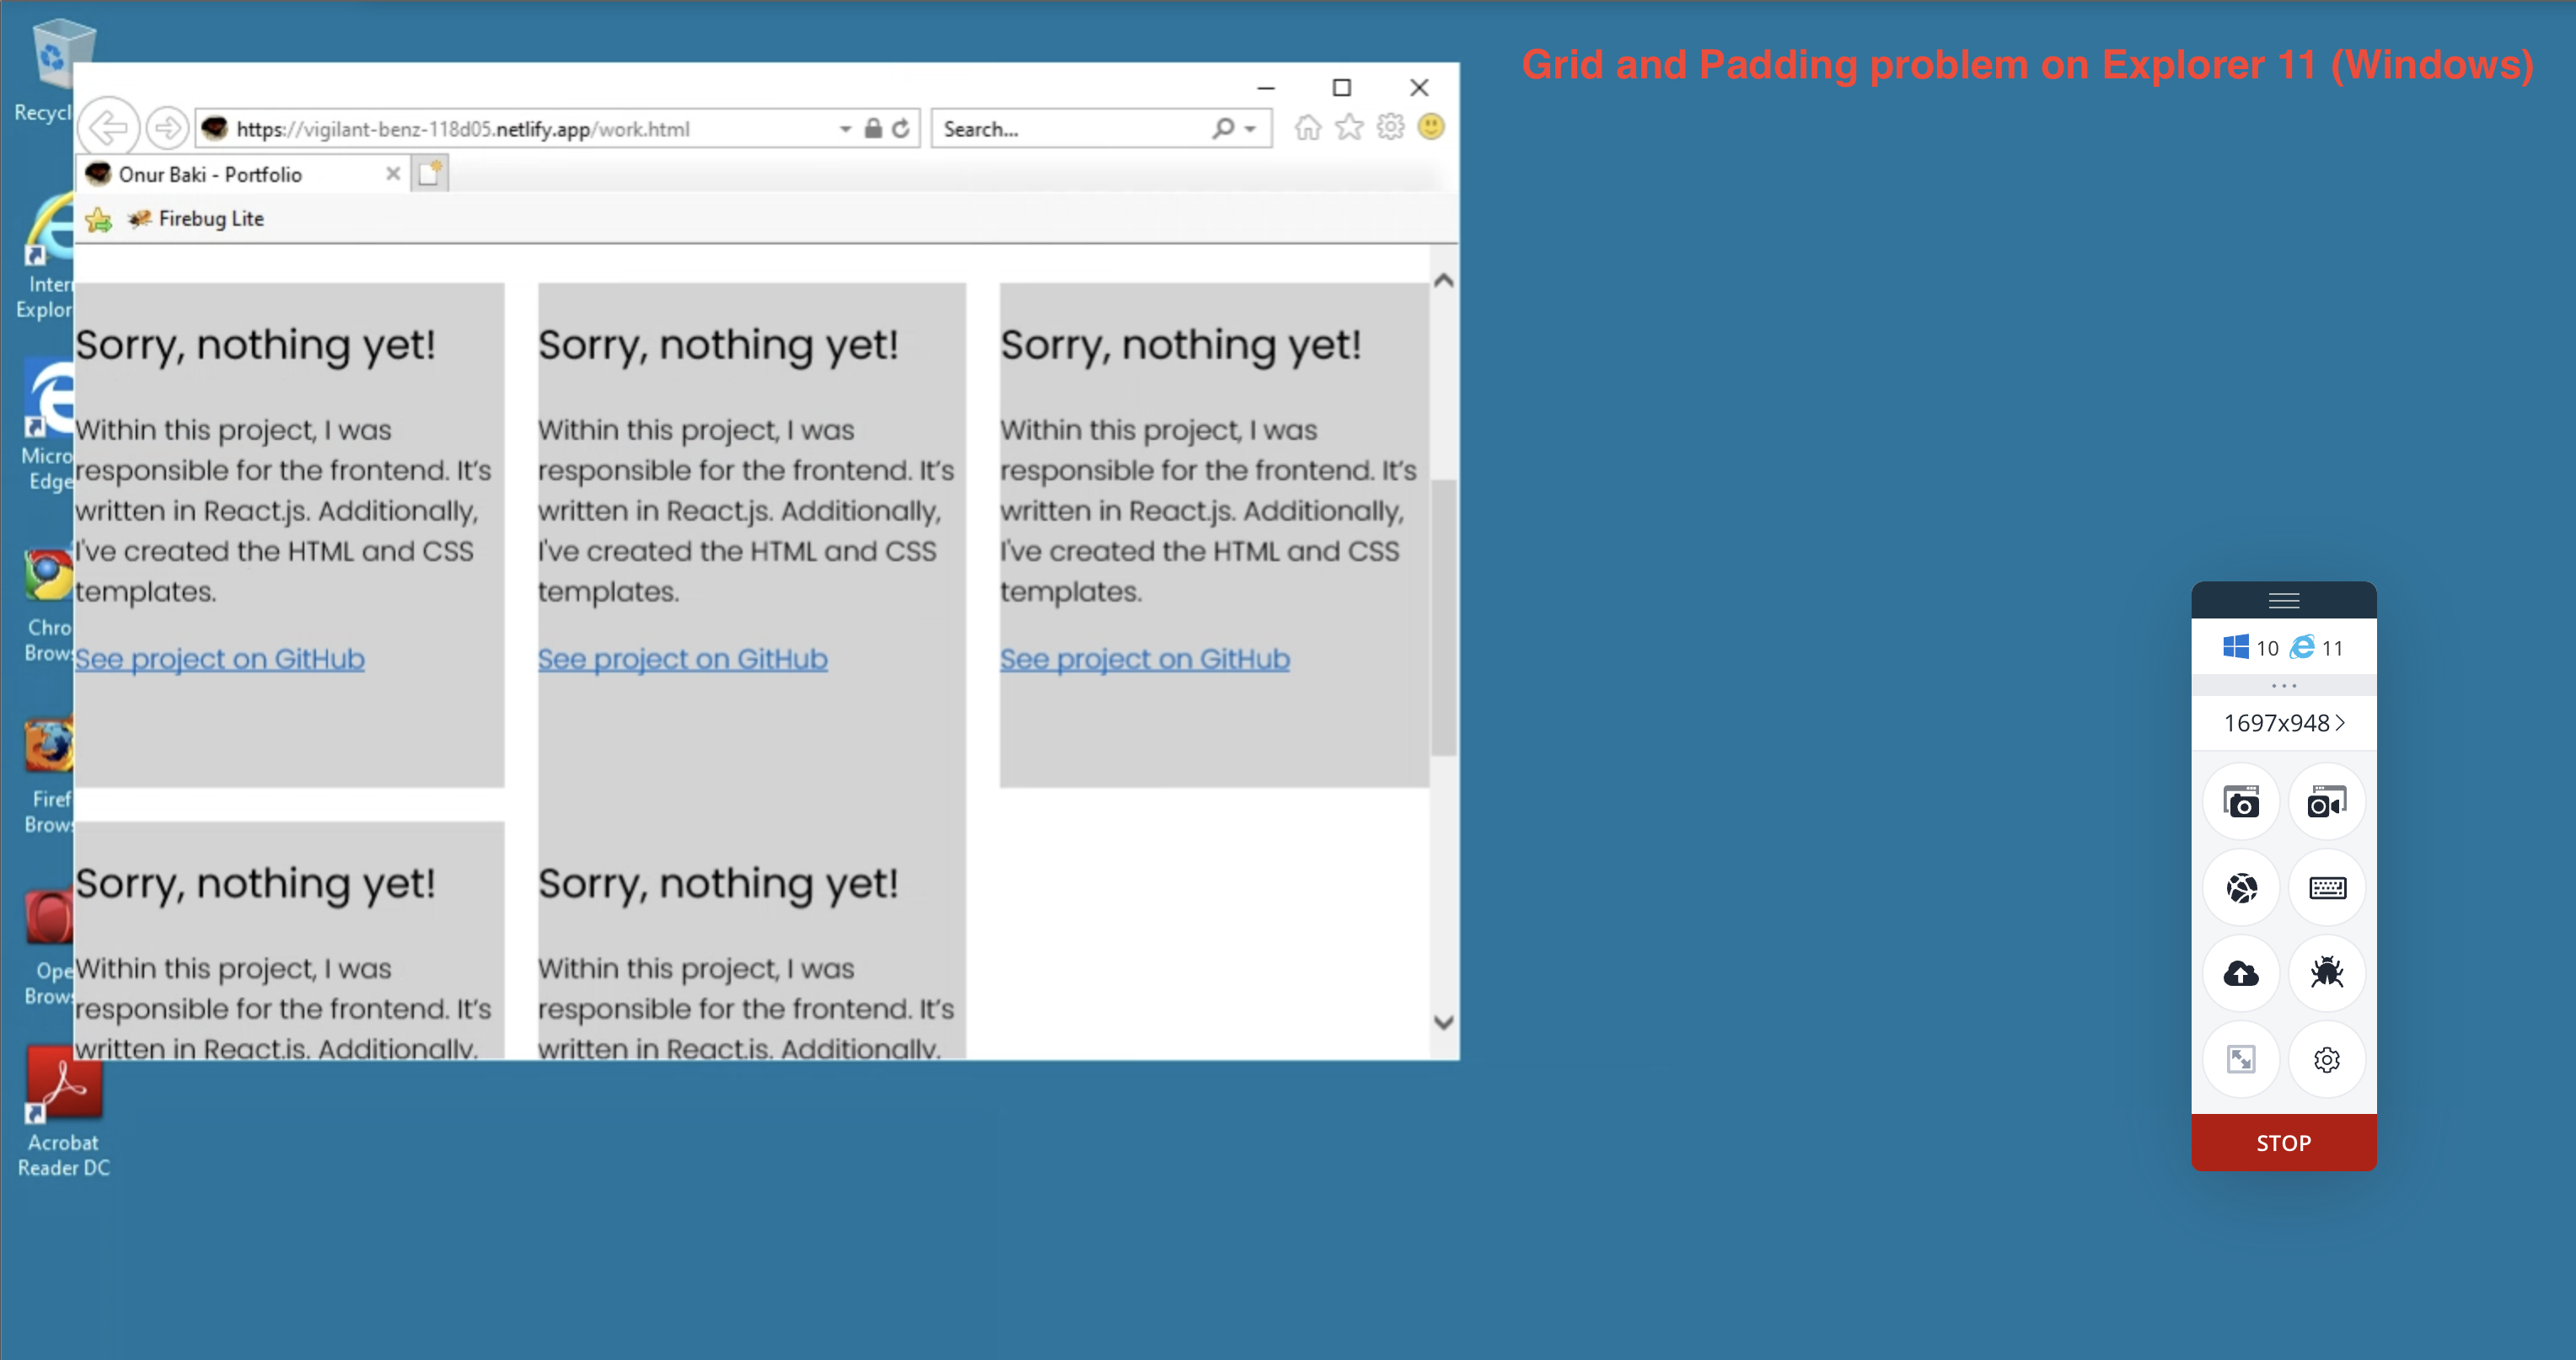 Grid and Padding problem on Explorer 11 (Windows)
Recycl
https://vigilant-benz-118d05.netlify.app/work.html
Search...
Onur Baki - Portfolio
Firebug Lite
Inter
Explor
Micro
Edge
Chro
Brows
Firef
Brows
Ope
Brows
Acrobat
Reader DC
Sorry, nothing yet!
Within this project, I was
responsible for the frontend. It’s
written in React.js. Additionally,
I've created the HTML and CSS
templates.
See project on GitHub
Sorry, nothing yet!
Within this project, I was
responsible for the frontend. It’s
written in React.js. Additionally,
I've created the HTML and CSS
templates.
See project on GitHub
Sorry, nothing yet!
Within this project, I was
responsible for the frontend. It’s
written in React.js. Additionally,
I've created the HTML and CSS
templates.
See project on GitHub
Sorry, nothing yet!
Within this project, I was
responsible for the frontend. It’s
written in React.js. Additionally,
Sorry, nothing yet!
Within this project, I was
responsible for the frontend. It’s
written in React.js. Additionally,
10 11
1697x948
STOP